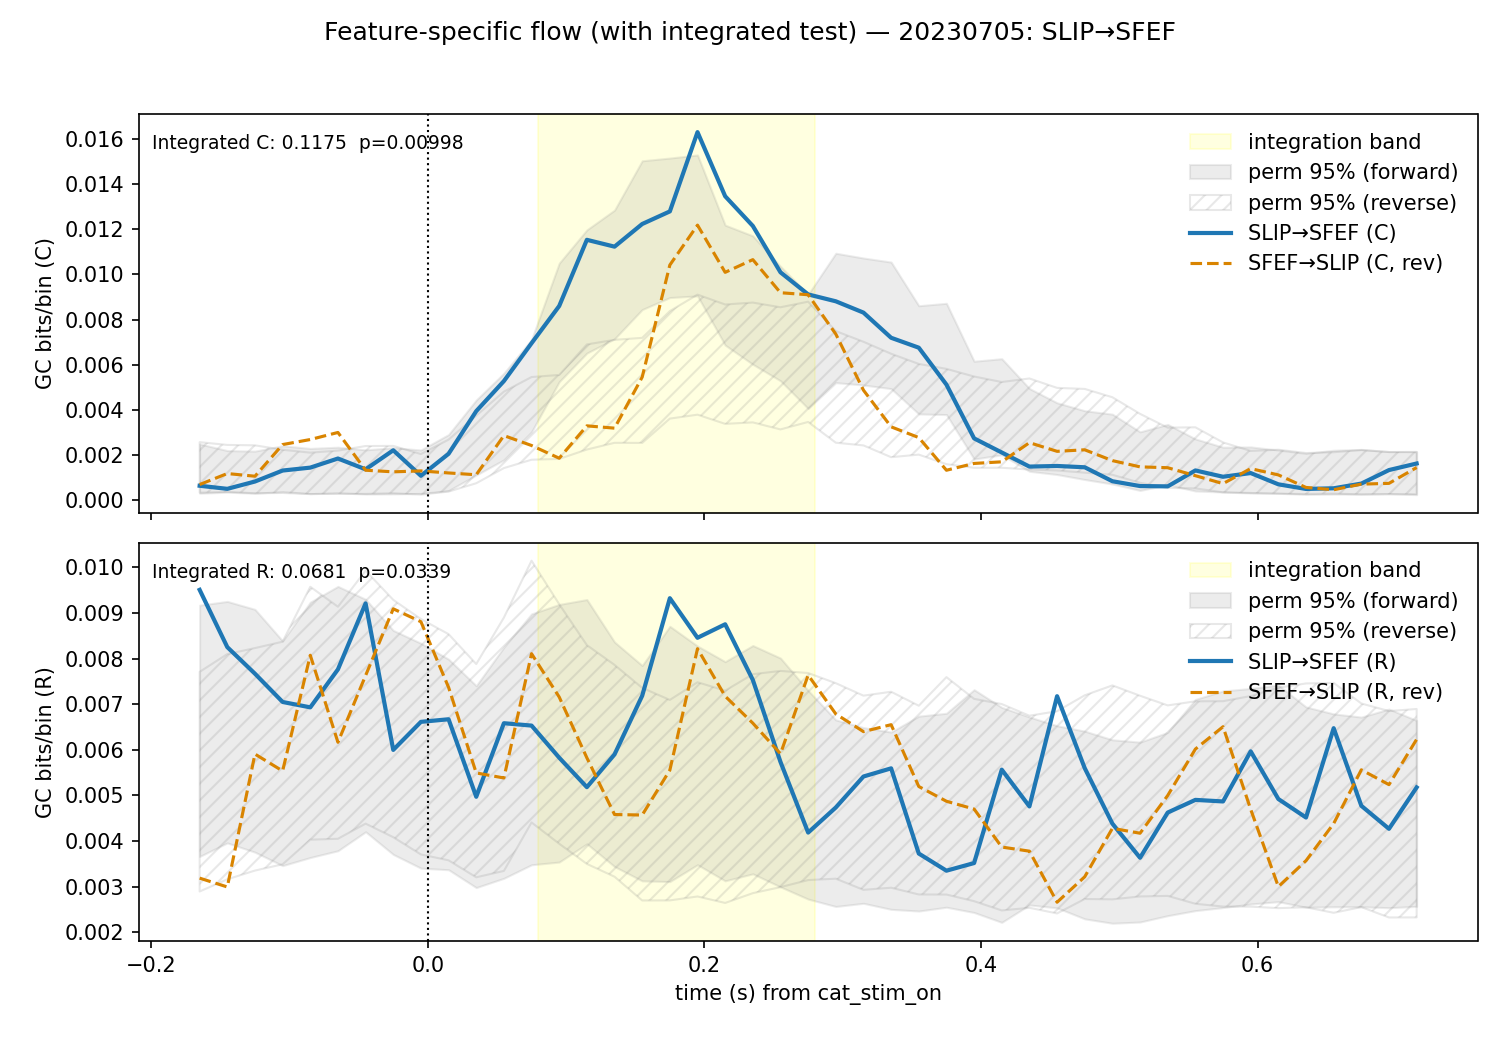 Feature-specific flow (with integrated test) — 20230705: SLIP→SFEF
Integrated C: 0.1175  p=0.00998
integration band
perm 95% (forward)
perm 95% (reverse)
SLIP→SFEF (C)
SFEF→SLIP (C, rev)
GC bits/bin (C)
0.016
0.014
0.012
0.010
0.008
0.006
0.004
0.002
0.000
Integrated R: 0.0681  p=0.0339
integration band
perm 95% (forward)
perm 95% (reverse)
SLIP→SFEF (R)
SFEF→SLIP (R, rev)
GC bits/bin (R)
0.010
0.009
0.008
0.007
0.006
0.005
0.004
0.003
0.002
−0.2 0.0 0.2 0.4 0.6
time (s) from cat_stim_on